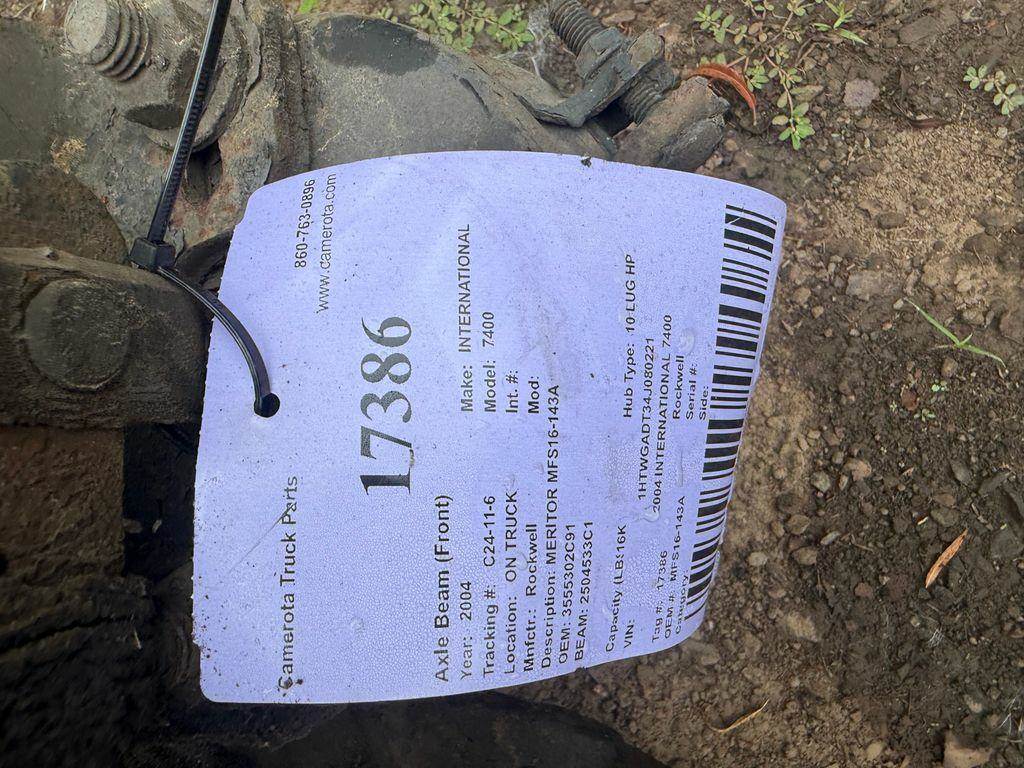 Camerota Truck Parts 860-763-0896
www.camerota.com
17386
Axle Beam (Front)
Year: 2004 Make: INTERNATIONAL
Tracking #: C24-11-6 Model: 7400
Location: ON TRUCK Int. #:
Mnfctr.: Rockwell Mod:
Description: MERITOR MFS16-143A
OEM: 3555302C91
BEAM: 2504533C1
Capacity (LBS 16K Hub Type: 10 LUG HP
VIN: 1HTWGADT34J080221
Tag #: 17386 2004 INTERNATIONAL 7400
OEM #: MFS16-143A Rockwell
Category Serial #:
Side: